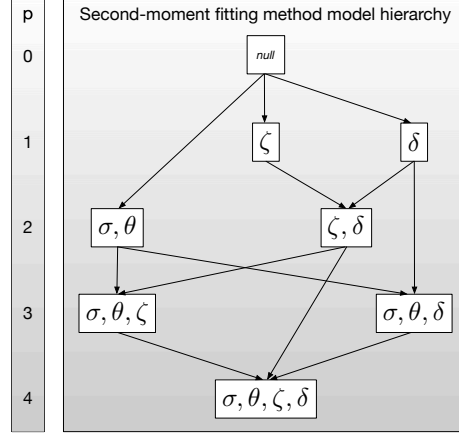 p Second-moment fitting method model hierarchy
0 null
1 ζ δ
2 σ, θ ζ, δ
3 σ, θ, ζ σ, θ, δ
4 σ, θ, ζ, δ